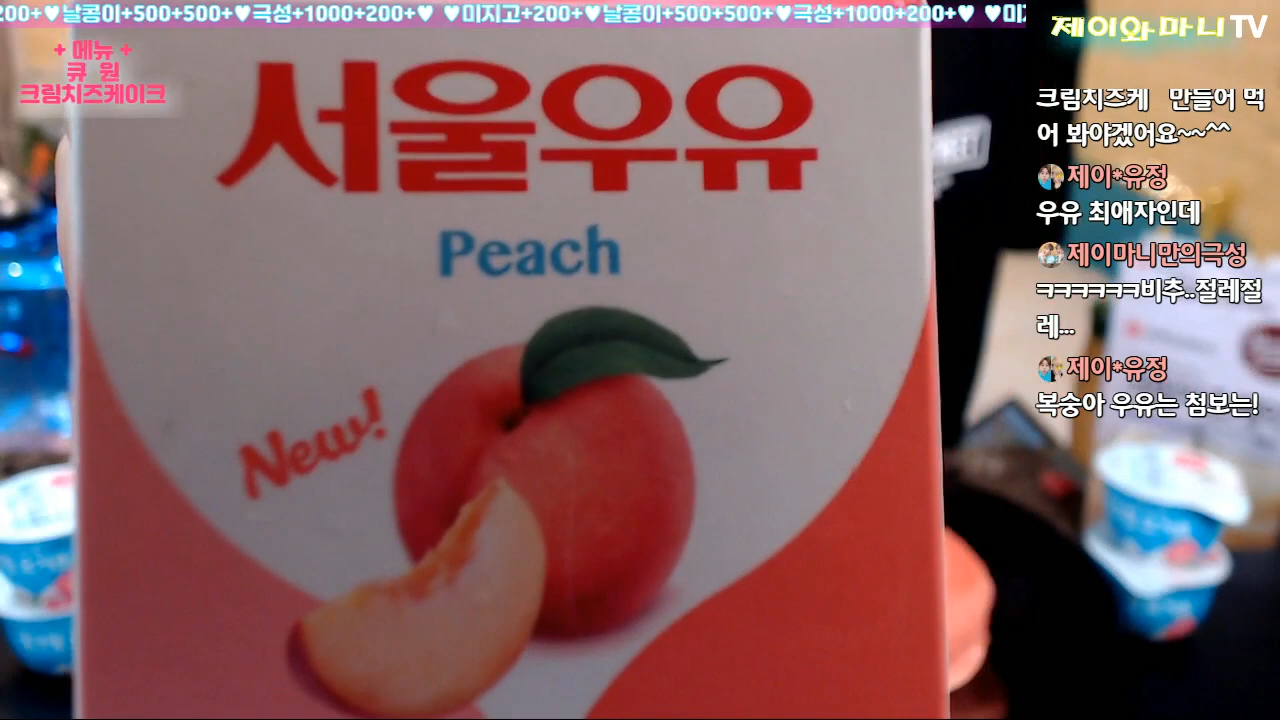 200+♥날콩이+500+500+♥극성+1000+200+♥ ♥미지고+200+♥날콩이+500+500+♥극성+1000+200+♥ ♥미
+ 메뉴 +
큐 원
크림치즈케이크
제이와마니TV
서울우유
Peach
New!
크림치즈케 만들어 먹
어 봐야겠어요~~^^
제이*유정
우유 최애자인데
제이마니만의극성
ㅋㅋㅋㅋㅋㅋ비추..절레절
레...
제이*유정
복숭아 우유는 첨보는!